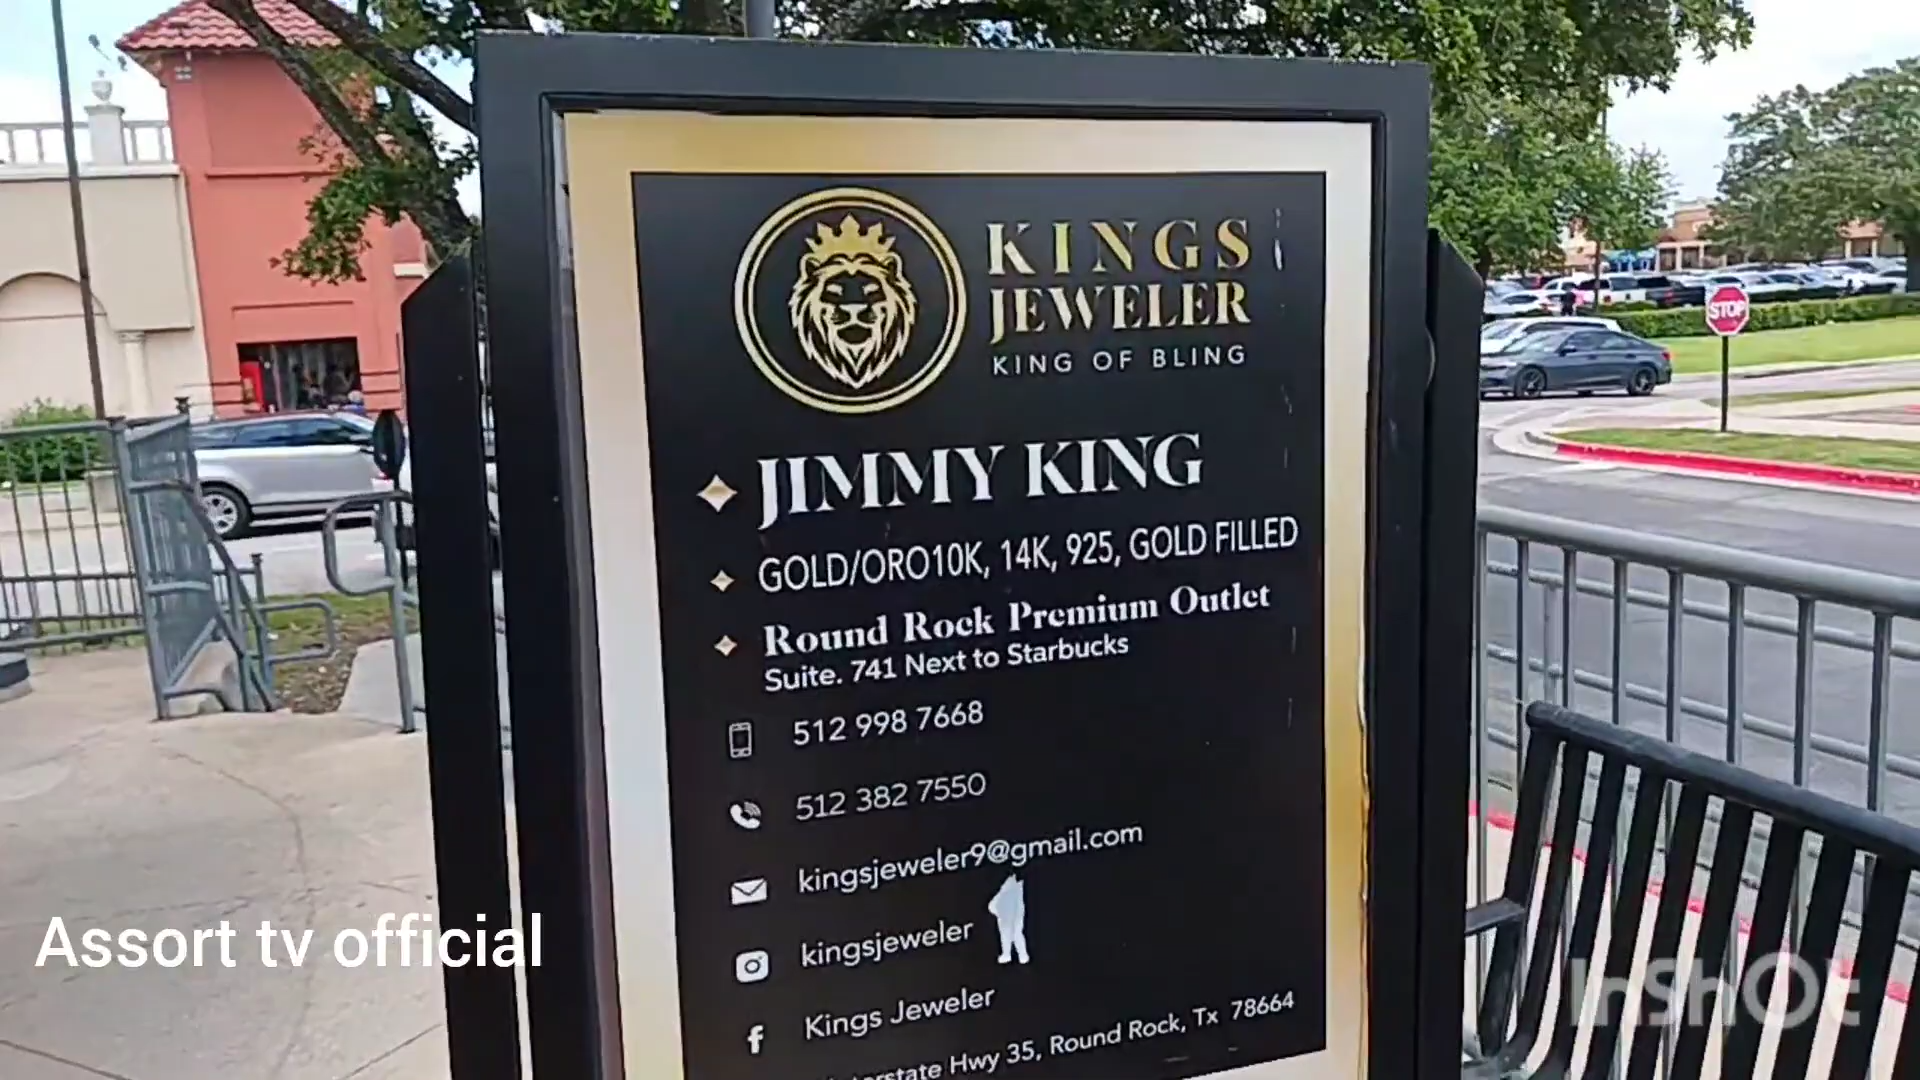 KINGS
JEWELER
KING OF BLING
JIMMY KING
GOLD/ORO10K, 14K, 925, GOLD FILLED
Round Rock Premium Outlet
Suite. 741 Next to Starbucks
512 998 7668
512 382 7550
kingsjeweler9@gmail.com
kingsjeweler
Kings Jeweler
Hwy 35, Round Rock, Tx 78664
STOP
Assort tv official
InShOt